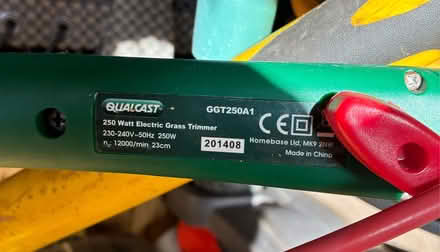 QUALCAST GGT250A1
250 Watt Electric Grass Trimmer
230-240V~50Hz 250W
n₀: 12000/min, 23cm
201408
CE
Homebase Ltd, MK9
Made in China